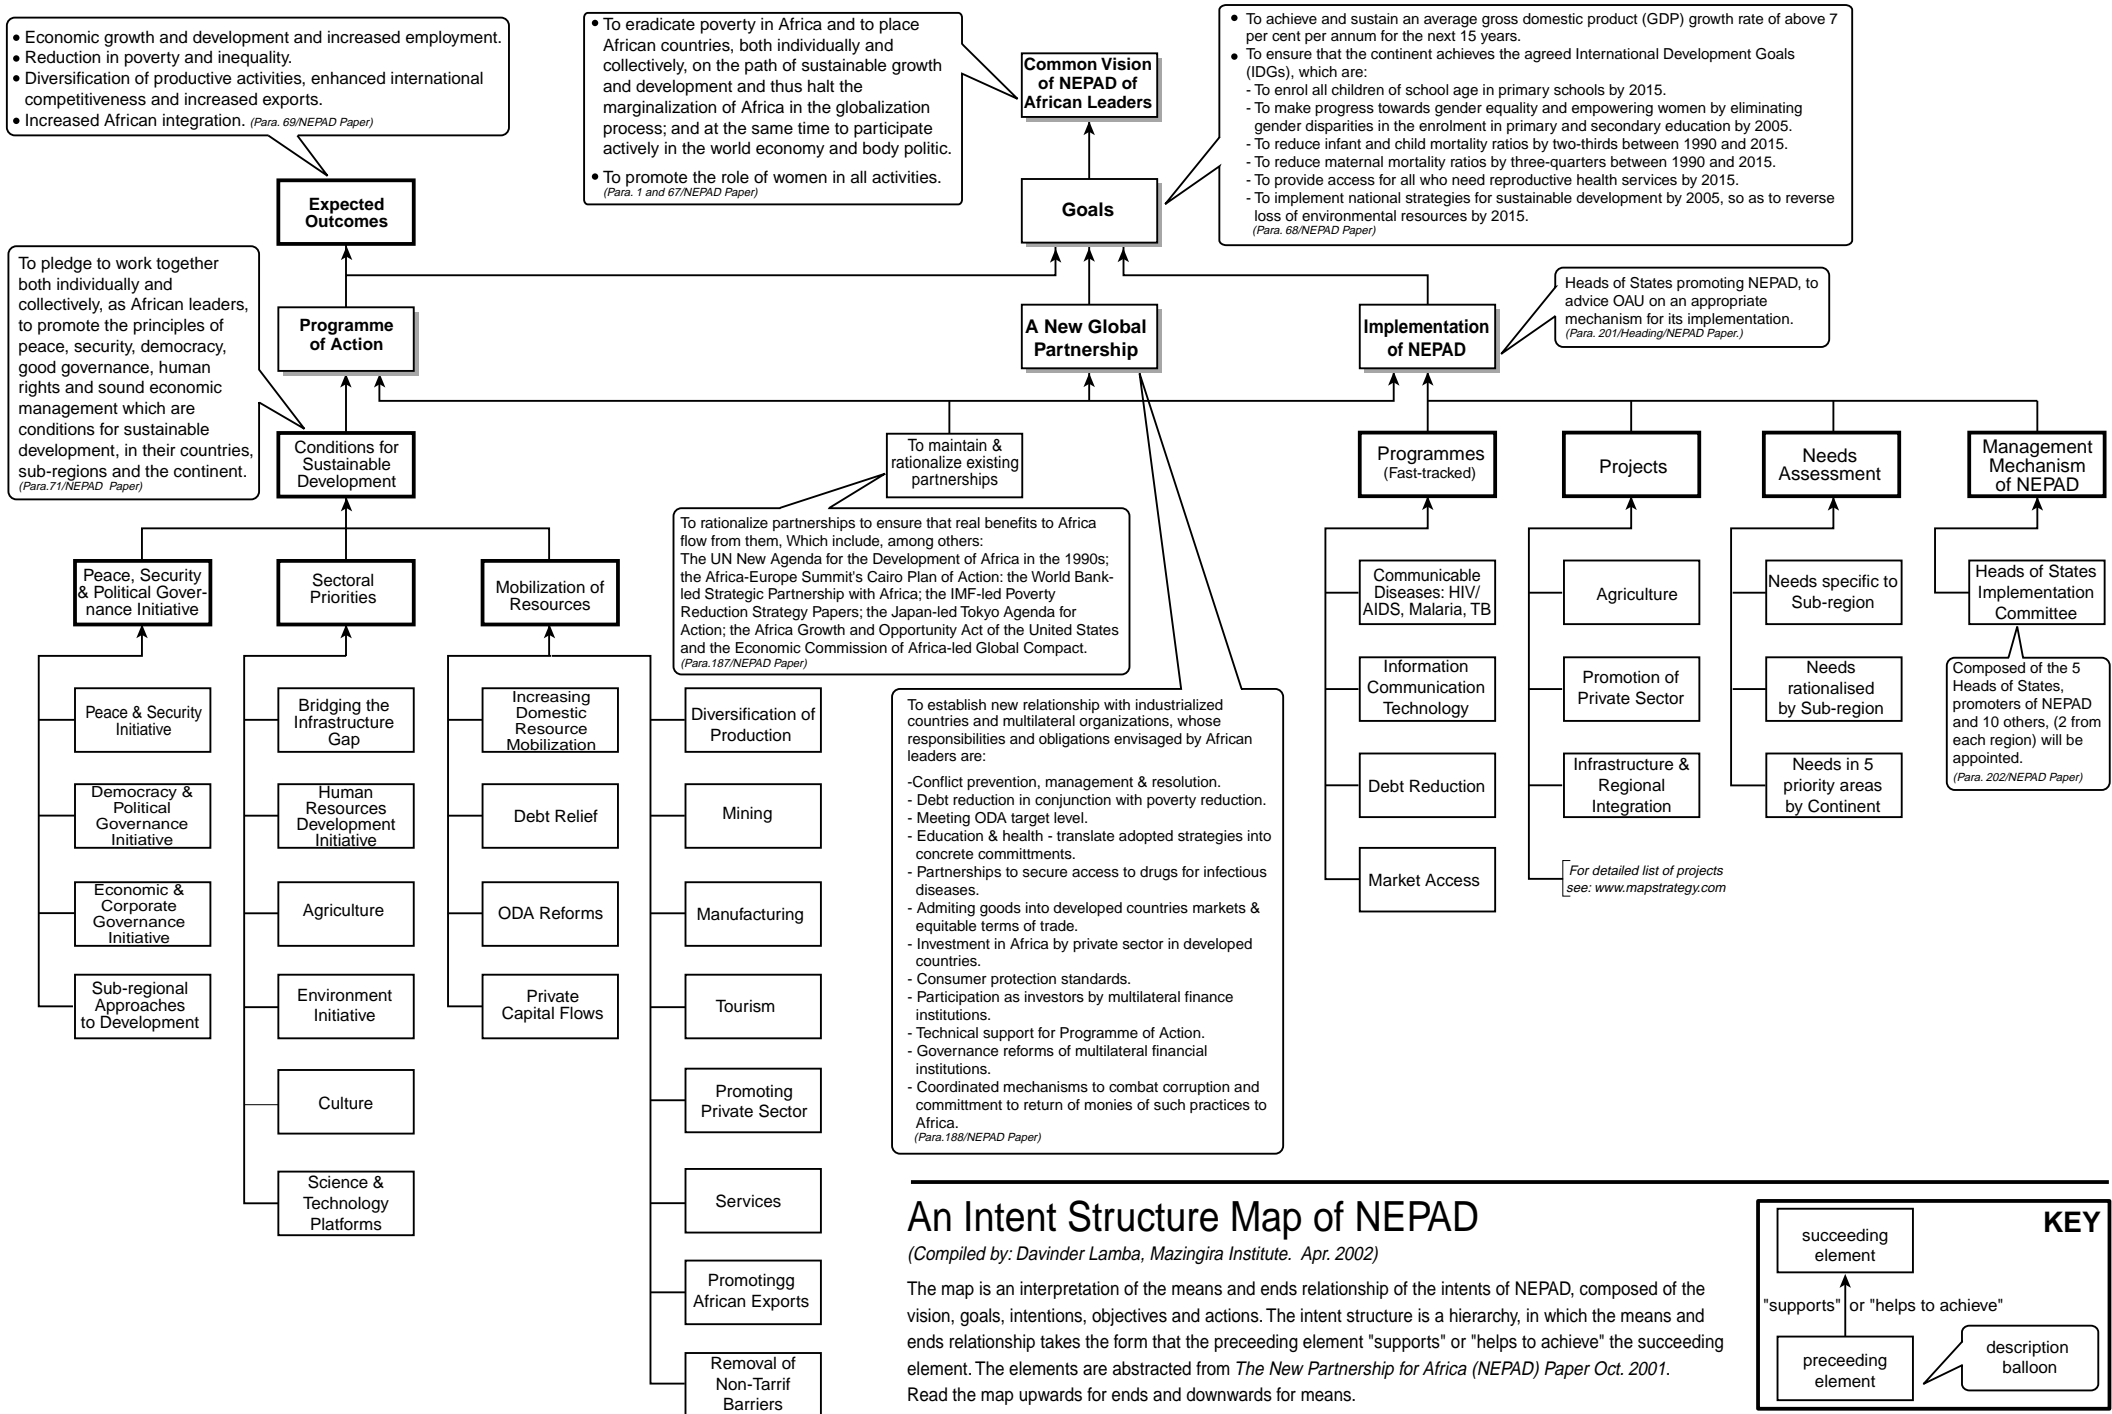 • Economic growth and development and increased employment.
• Reduction in poverty and inequality.
• Diversification of productive activities, enhanced international
competitiveness and increased exports.
• Increased African integration. (Para. 69/NEPAD Paper)
• To eradicate poverty in Africa and to place
African countries, both individually and
collectively, on the path of sustainable growth
and development and thus halt the
marginalization of Africa in the globalization
process; and at the same time to participate
actively in the world economy and body politic.
• To promote the role of women in all activities.
(Para. 1 and 67/NEPAD Paper)
Common Vision
of NEPAD of
African Leaders
• To achieve and sustain an average gross domestic product (GDP) growth rate of above 7
per cent per annum for the next 15 years.
• To ensure that the continent achieves the agreed International Development Goals
(IDGs), which are:
- To enrol all children of school age in primary schools by 2015.
- To make progress towards gender equality and empowering women by eliminating
gender disparities in the enrolment in primary and secondary education by 2005.
- To reduce infant and child mortality ratios by two-thirds between 1990 and 2015.
- To reduce maternal mortality ratios by three-quarters between 1990 and 2015.
- To provide access for all who need reproductive health services by 2015.
- To implement national strategies for sustainable development by 2005, so as to reverse
loss of environmental resources by 2015.
(Para. 68/NEPAD Paper)
Expected
Outcomes
Goals
To pledge to work together
both individually and
collectively, as African leaders,
to promote the principles of
peace, security, democracy,
good governance, human
rights and sound economic
management which are
conditions for sustainable
development, in their countries,
sub-regions and the continent.
(Para.71/NEPAD Paper)
Programme
of Action
A New Global
Partnership
Implementation
of NEPAD
Heads of States promoting NEPAD, to
advice OAU on an appropriate
mechanism for its implementation.
(Para. 201/Heading/NEPAD Paper.)
Conditions for
Sustainable
Development
To maintain &
rationalize existing
partnerships
Programmes
(Fast-tracked)
Projects
Needs
Assessment
Management
Mechanism
of NEPAD
To rationalize partnerships to ensure that real benefits to Africa
flow from them, Which include, among others:
The UN New Agenda for the Development of Africa in the 1990s;
the Africa-Europe Summit's Cairo Plan of Action: the World Bank-
led Strategic Partnership with Africa; the IMF-led Poverty
Reduction Strategy Papers; the Japan-led Tokyo Agenda for
Action; the Africa Growth and Opportunity Act of the United States
and the Economic Commission of Africa-led Global Compact.
(Para.187/NEPAD Paper)
Peace, Security
& Political Gover-
nance Initiative
Sectoral
Priorities
Mobilization of
Resources
Peace & Security
Initiative
Democracy &
Political
Governance
Initiative
Economic &
Corporate
Governance
Initiative
Sub-regional
Approaches
to Development
Bridging the
Infrastructure
Gap
Human
Resources
Development
Initiative
Agriculture
Environment
Initiative
Culture
Science &
Technology
Platforms
Increasing
Domestic
Resource
Mobilization
Debt Relief
ODA Reforms
Private
Capital Flows
Diversification of
Production
Mining
Manufacturing
Tourism
Promoting
Private Sector
Services
Promotingg
African Exports
Removal of
Non-Tarrif
Barriers
To establish new relationship with industrialized
countries and multilateral organizations, whose
responsibilities and obligations envisaged by African
leaders are:
-Conflict prevention, management & resolution.
- Debt reduction in conjunction with poverty reduction.
- Meeting ODA target level.
- Education & health - translate adopted strategies into
concrete committments.
- Partnerships to secure access to drugs for infectious
diseases.
- Admiting goods into developed countries markets &
equitable terms of trade.
- Investment in Africa by private sector in developed
countries.
- Consumer protection standards.
- Participation as investors by multilateral finance
institutions.
- Technical support for Programme of Action.
- Governance reforms of multilateral financial
institutions.
- Coordinated mechanisms to combat corruption and
committment to return of monies of such practices to
Africa.
(Para.188/NEPAD Paper)
Communicable
Diseases: HIV/
AIDS, Malaria, TB
Information
Communication
Technology
Debt Reduction
Market Access
Agriculture
Promotion of
Private Sector
Infrastructure &
Regional
Integration
For detailed list of projects
see: www.mapstrategy.com
Needs specific to
Sub-region
Needs
rationalised
by Sub-region
Needs in 5
priority areas
by Continent
Heads of States
Implementation
Committee
Composed of the 5
Heads of States,
promoters of NEPAD
and 10 others, (2 from
each region) will be
appointed.
(Para. 202/NEPAD Paper)
An Intent Structure Map of NEPAD
(Compiled by: Davinder Lamba, Mazingira Institute. Apr. 2002)
The map is an interpretation of the means and ends relationship of the intents of NEPAD, composed of the
vision, goals, intentions, objectives and actions. The intent structure is a hierarchy, in which the means and
ends relationship takes the form that the preceeding element "supports" or "helps to achieve" the succeeding
element. The elements are abstracted from The New Partnership for Africa (NEPAD) Paper Oct. 2001.
Read the map upwards for ends and downwards for means.
KEY
succeeding
element
"supports" or "helps to achieve"
preceeding
element
description
balloon